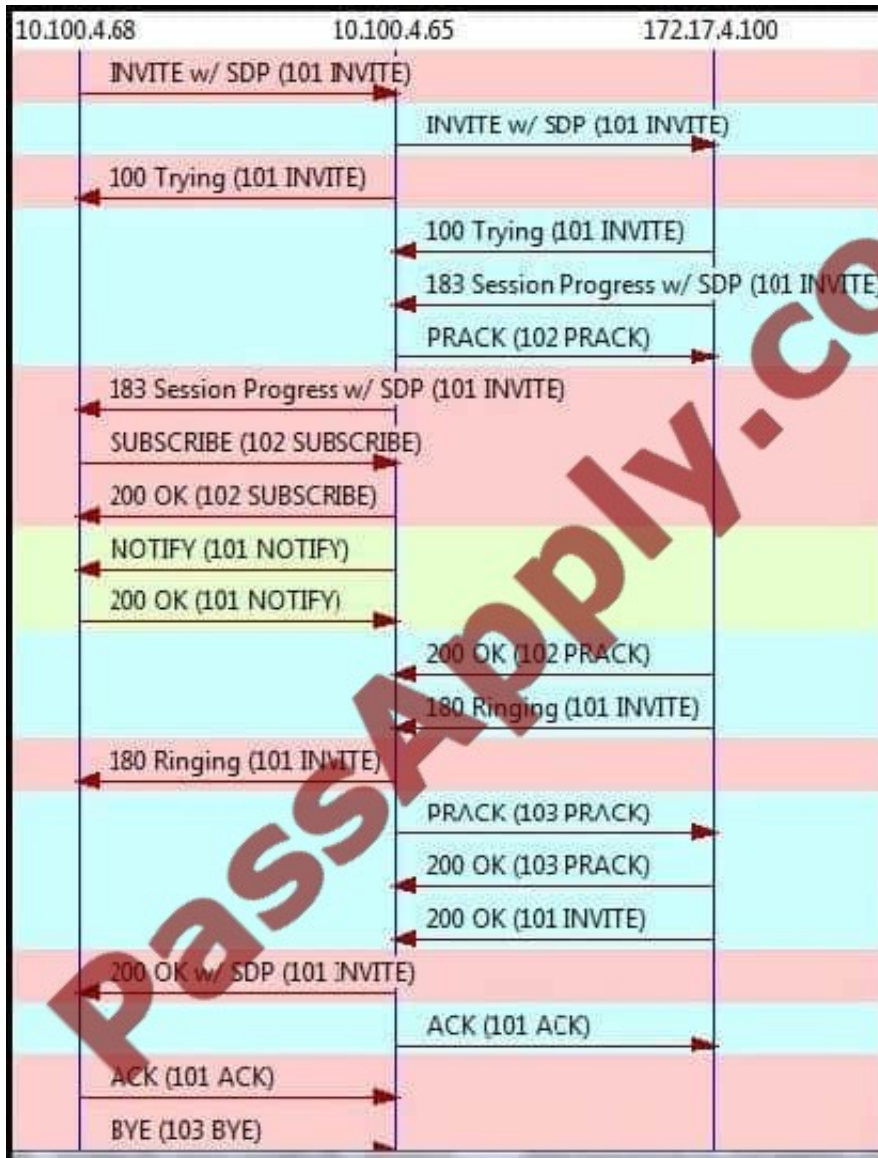 10.100.4.68 10.100.4.65 172.17.4.100
INVITE w/ SDP (101 INVITE)
INVITE w/ SDP (101 INVITE)
100 Trying (101 INVITE)
100 Trying (101 INVITE)
183 Session Progress w/ SDP (101 INVITE)
PRACK (102 PRACK)
183 Session Progress w/ SDP (101 INVITE)
SUBSCRIBE (102 SUBSCRIBE)
200 OK (102 SUBSCRIBE)
NOTIFY (101 NOTIFY)
200 OK (101 NOTIFY)
200 OK (102 PRACK)
180 Ringing (101 INVITE)
180 Ringing (101 INVITE)
PRACK (103 PRACK)
200 OK (103 PRACK)
200 OK (101 INVITE)
200 OK w/ SDP (101 INVITE)
ACK (101 ACK)
ACK (101 ACK)
BYE (103 BYE)
PassApply.co